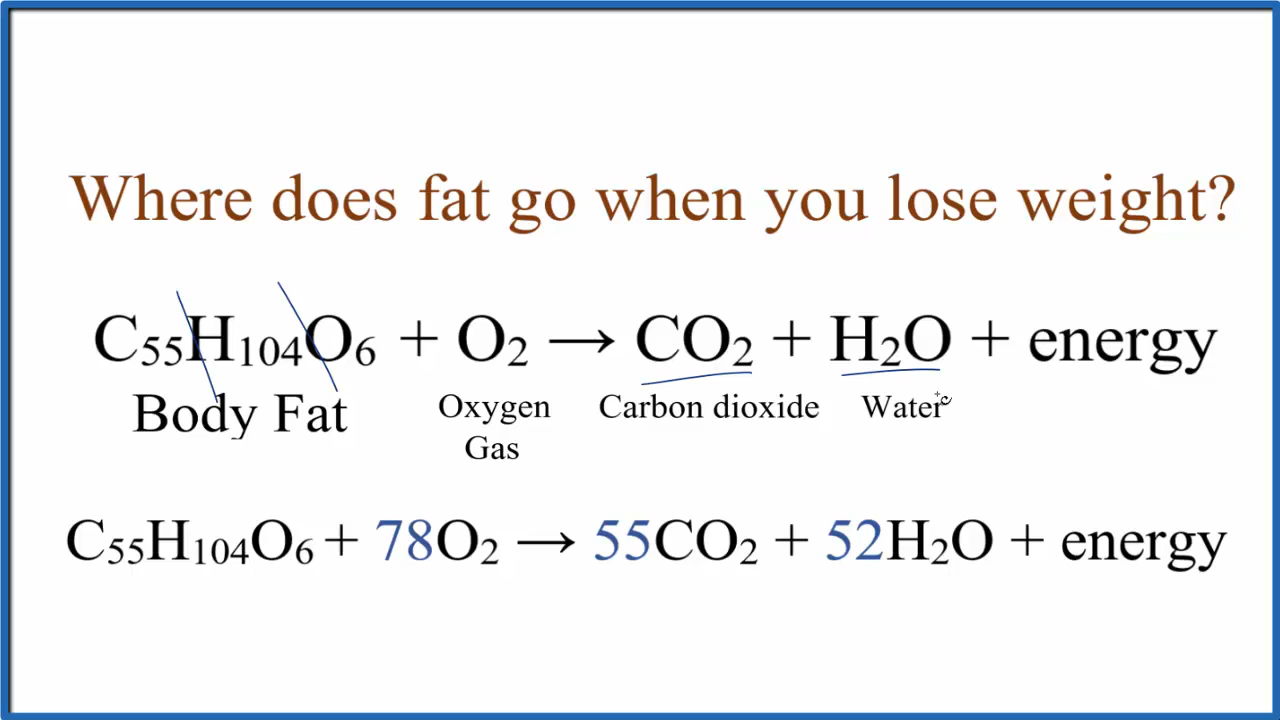 Where does fat go when you lose weight?
C₅₅H₁₀₄O₆ + O₂ → CO₂ + H₂O + energy
Body Fat Oxygen Gas Carbon dioxide Water
C₅₅H₁₀₄O₆ + 78O₂ → 55CO₂ + 52H₂O + energy